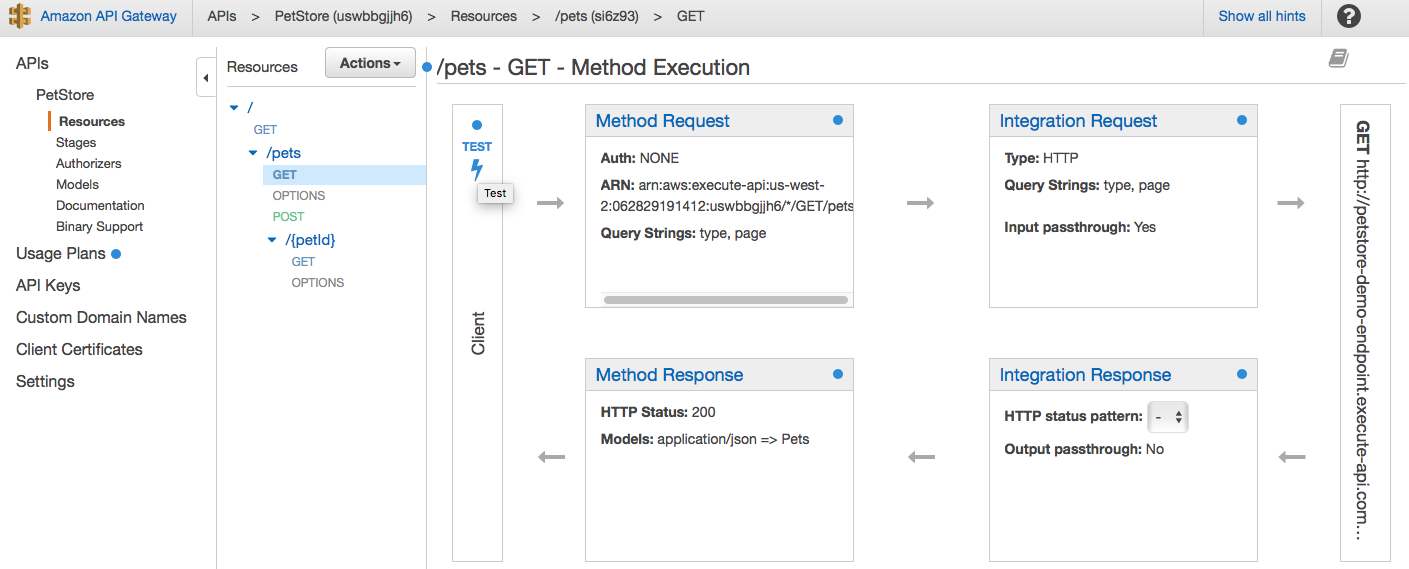 Amazon API Gateway
APIs > PetStore (uswbbgjjh6) > Resources > /pets (si6z93) > GET
Show all hints
?
APIs
PetStore
Resources
Stages
Authorizers
Models
Documentation
Binary Support
Usage Plans
API Keys
Custom Domain Names
Client Certificates
Settings
Resources
Actions
/
GET
/pets
GET
OPTIONS
POST
/{petId}
GET
OPTIONS
/pets - GET - Method Execution
TEST
Test
Client
Method Request
Auth: NONE
ARN: arn:aws:execute-api:us-west-
2:062829191412:uswbbgjjh6/*/GET/pets
Query Strings: type, page
Integration Request
Type: HTTP
Query Strings: type, page
Input passthrough: Yes
Method Response
HTTP Status: 200
Models: application/json => Pets
Integration Response
HTTP status pattern: -
Output passthrough: No
GET http://petstore-demo-endpoint.execute-api.com...